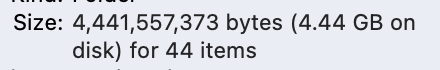 Size: 4,441,557,373 bytes (4.44 GB on
disk) for 44 items